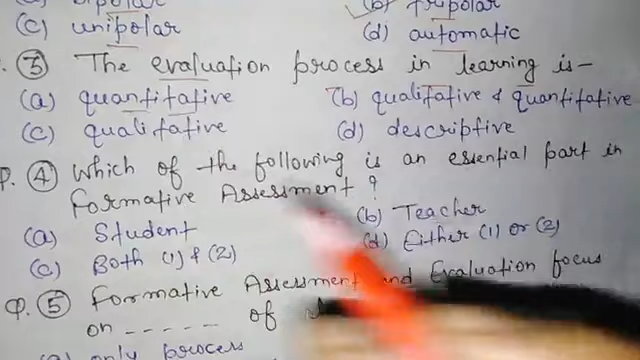 (b) tripolar
(c) unipolar (d) automatic
③ The evaluation process in learning is-
(a) quantitative (b) qualitative & quantitative
(c) qualitative (d) descriptive
④ Which of the following is an essential part in
Formative Assessment?
(a) Student (b) Teacher
(c) Both (1) & (2) (d) Either (1) or (2)
Q. ⑤ Formative Assessment and Evaluation focus
on ------ of
only process